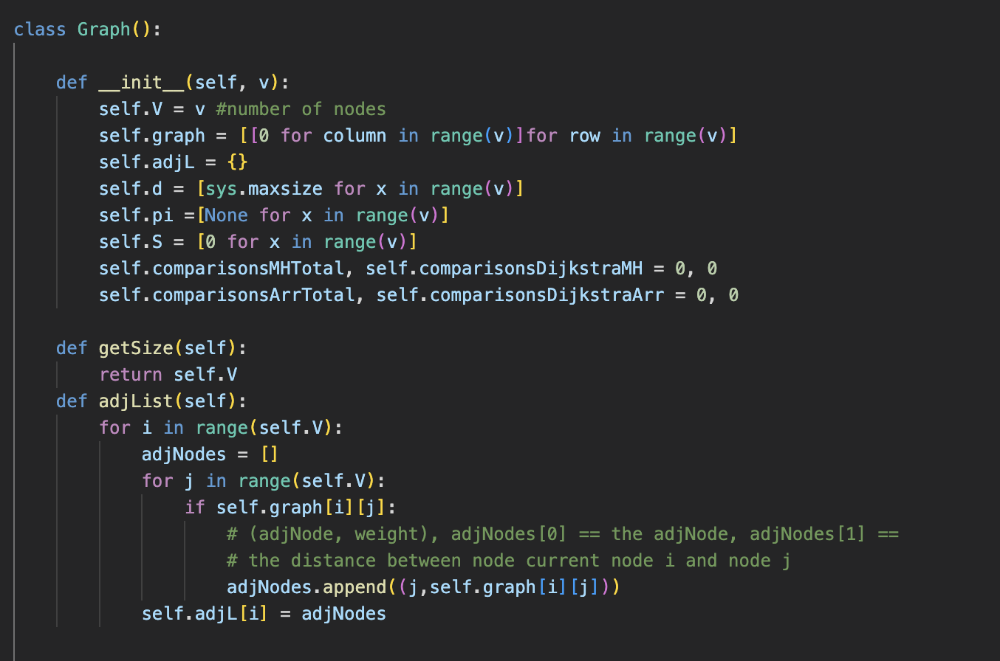 class Graph():
def __init__(self, v):
self.V = v #number of nodes
self.graph = [[0 for column in range(v)]for row in range(v)]
self.adjL = {}
self.d = [sys.maxsize for x in range(v)]
self.pi =[None for x in range(v)]
self.S = [0 for x in range(v)]
self.comparisonsMHTotal, self.comparisonsDijkstraMH = 0, 0
self.comparisonsArrTotal, self.comparisonsDijkstraArr = 0, 0
def getSize(self):
return self.V
def adjList(self):
for i in range(self.V):
adjNodes = []
for j in range(self.V):
if self.graph[i][j]:
# (adjNode, weight), adjNodes[0] == the adjNode, adjNodes[1] ==
# the distance between node current node i and node j
adjNodes.append((j,self.graph[i][j]))
self.adjL[i] = adjNodes